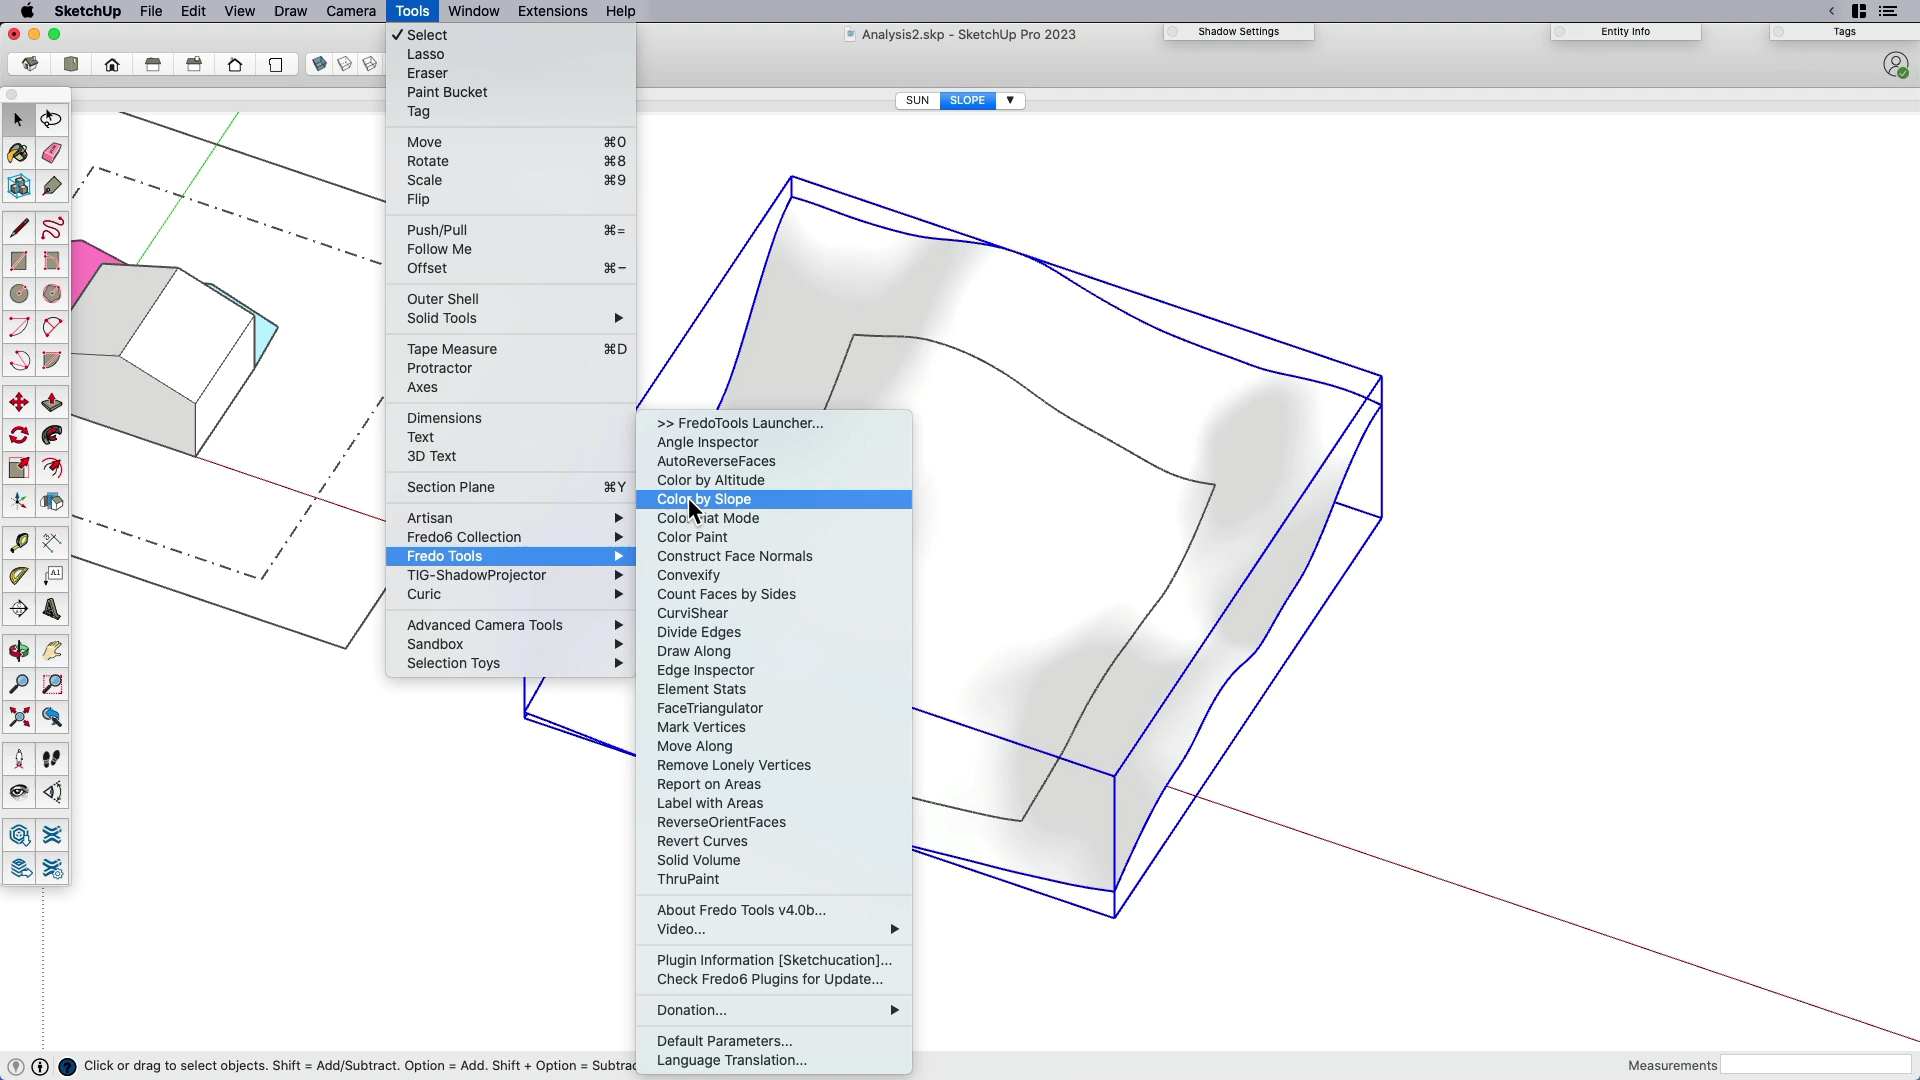 SketchUp File Edit View Draw Camera Tools Window Extensions Help
Analysis2.skp - SketchUp Pro 2023
Shadow Settings
Entity Info
Tags
SUN SLOPE
✓ Select
Lasso
Eraser
Paint Bucket
Tag
Move ⌘0
Rotate ⌘8
Scale ⌘9
Flip
Push/Pull ⌘=
Follow Me
Offset ⌘−
Outer Shell
Solid Tools
Tape Measure ⌘D
Protractor
Axes
Dimensions
Text
3D Text
Section Plane ⌘Y
Artisan
Fredo6 Collection
Fredo Tools
TIG-ShadowProjector
Curic
Advanced Camera Tools
Sandbox
Selection Toys
>> FredoTools Launcher...
Angle Inspector
AutoReverseFaces
Color by Altitude
Color by Slope
Color Flat Mode
Color Paint
Construct Face Normals
Convexify
Count Faces by Sides
CurviShear
Divide Edges
Draw Along
Edge Inspector
Element Stats
FaceTriangulator
Mark Vertices
Move Along
Remove Lonely Vertices
Report on Areas
Label with Areas
ReverseOrientFaces
Revert Curves
Solid Volume
ThruPaint
About Fredo Tools v4.0b...
Video...
Plugin Information [Sketchucation]...
Check Fredo6 Plugins for Update...
Donation...
Default Parameters...
Language Translation...
A1
Click or drag to select objects. Shift = Add/Subtract. Option = Add. Shift + Option = Subtrac
Measurements